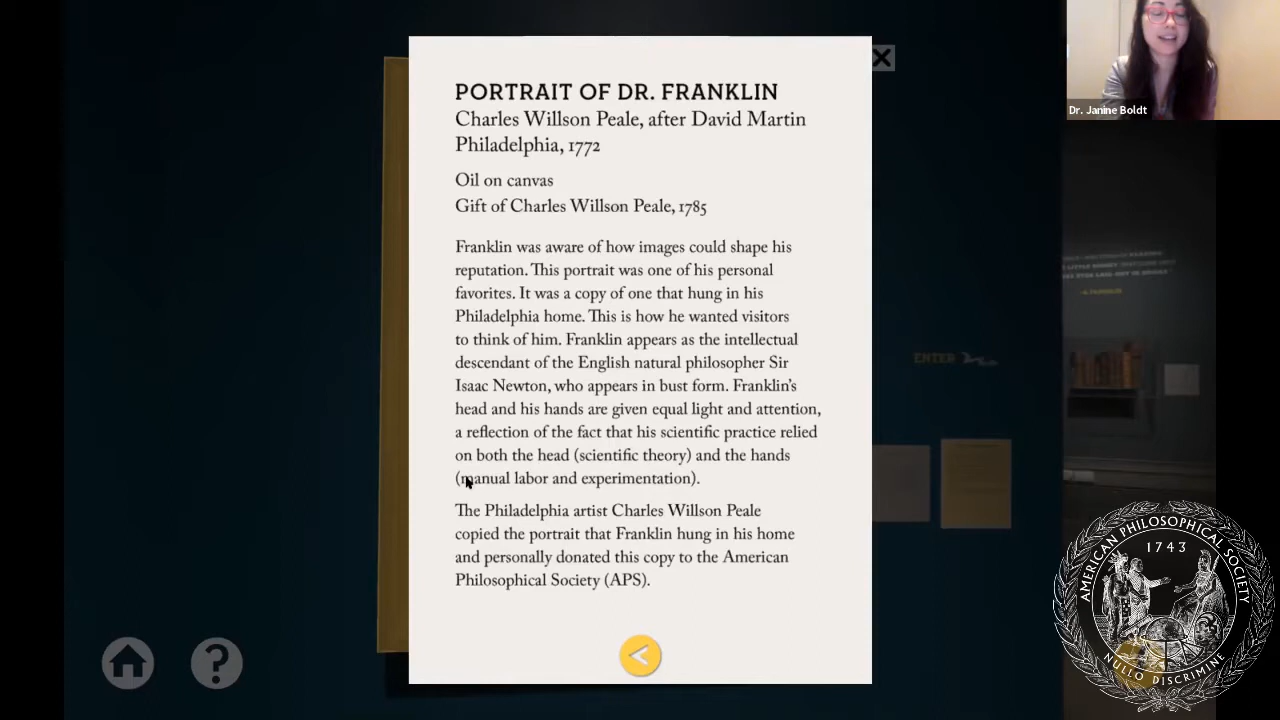 PORTRAIT OF DR. FRANKLIN
Charles Willson Peale, after David Martin
Philadelphia, 1772
Oil on canvas
Gift of Charles Willson Peale, 1785
Franklin was aware of how images could shape his
reputation. This portrait was one of his personal
favorites. It was a copy of one that hung in his
Philadelphia home. This is how he wanted visitors
to think of him. Franklin appears as the intellectual
descendant of the English natural philosopher Sir
Isaac Newton, who appears in bust form. Franklin's
head and his hands are given equal light and attention,
a reflection of the fact that his scientific practice relied
on both the head (scientific theory) and the hands
(manual labor and experimentation).
The Philadelphia artist Charles Willson Peale
copied the portrait that Franklin hung in his home
and personally donated this copy to the American
Philosophical Society (APS).
Dr. Janine Boldt
ENTER
AMERICAN PHILOSOPHICAL SOCIETY
1743
NULLO DISCRIMINE